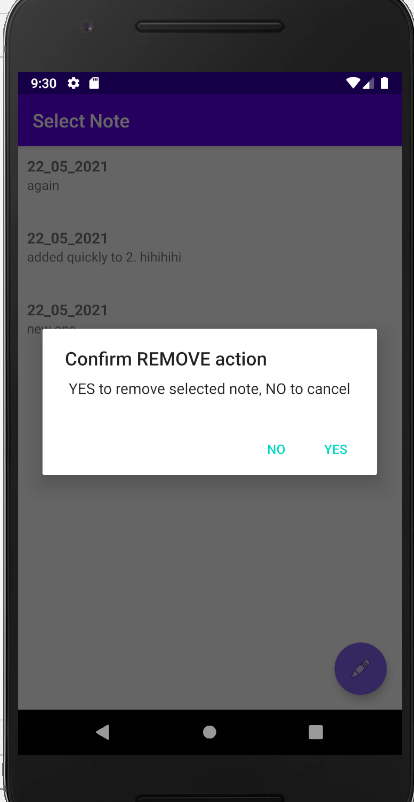 9:30
Select Note
22_05_2021
again
22_05_2021
added quickly to 2. hihihihi
22_05_2021
new one
Confirm REMOVE action
YES to remove selected note, NO to cancel
NO YES